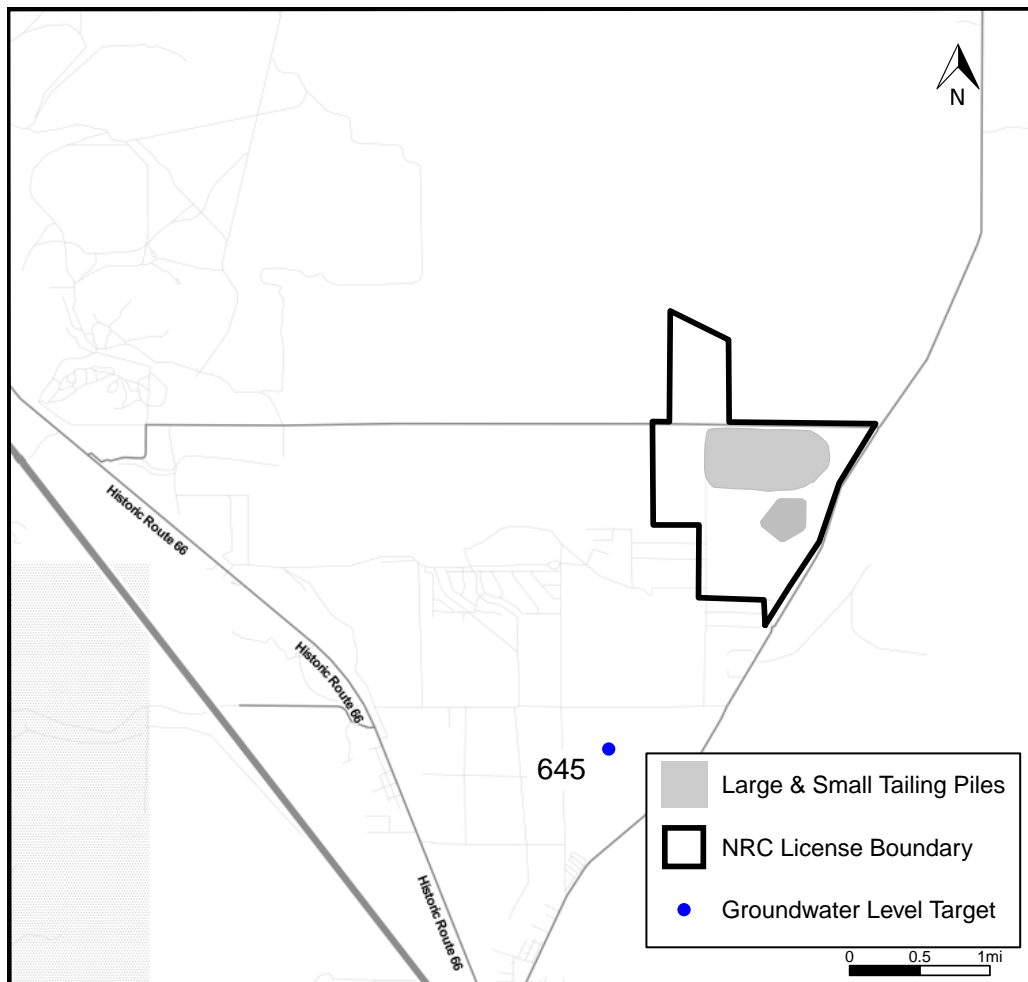 N
Historic Route 66
Historic Route 66
645
Large & Small Tailing Piles
NRC License Boundary
Historic Route 66
Groundwater Level Target
0 0.5 1mi